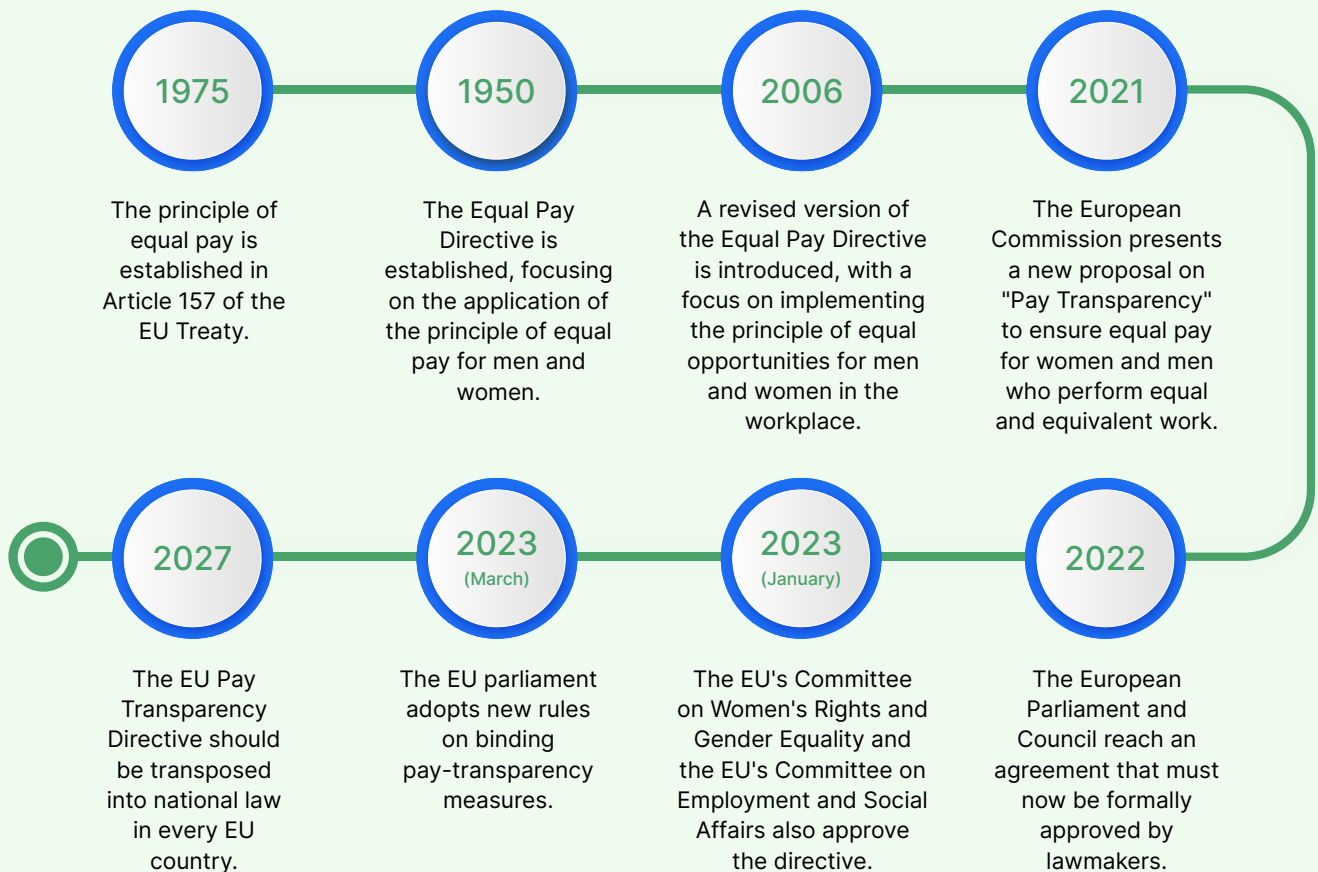 1975
The principle of
equal pay is
established in
Article 157 of the
EU Treaty.
1950
The Equal Pay
Directive is
established, focusing
on the application of
the principle of equal
pay for men and
women.
2006
A revised version of
the Equal Pay Directive
is introduced, with a
focus on implementing
the principle of equal
opportunities for men
and women in the
workplace.
2021
The European
Commission presents
a new proposal on
"Pay Transparency"
to ensure equal pay
for women and men
who perform equal
and equivalent work.
2022
The European
Parliament and
Council reach an
agreement that must
now be formally
approved by
lawmakers.
2023
(January)
The EU's Committee
on Women's Rights and
Gender Equality and
the EU's Committee on
Employment and Social
Affairs also approve
the directive.
2023
(March)
The EU parliament
adopts new rules
on binding
pay-transparency
measures.
2027
The EU Pay
Transparency
Directive should
be transposed
into national law
in every EU
country.